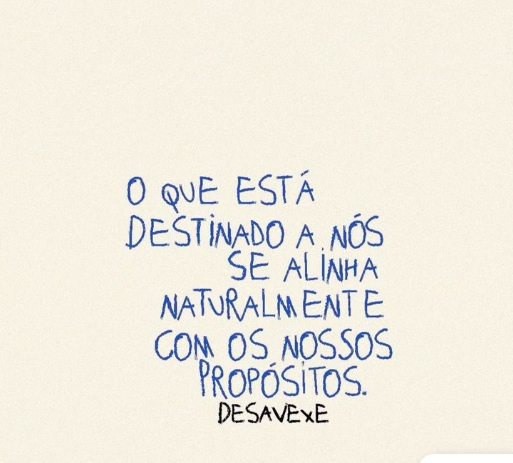 O QUE ESTÁ
DESTINADO A NÓS
SE ALINHA
NATURALMENTE
COM OS NOSSOS
PROPÓSITOS.
DESAVExE